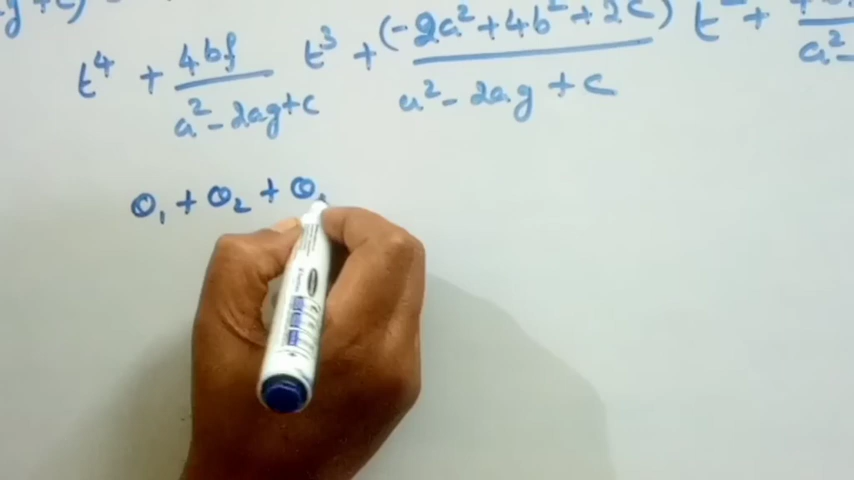 t⁴ + 4bf / a² - 2ag + c t³ + (-2a² + 4b² + 2c) / a² - 2ag + c t² +
θ₁ + θ₂ + θ